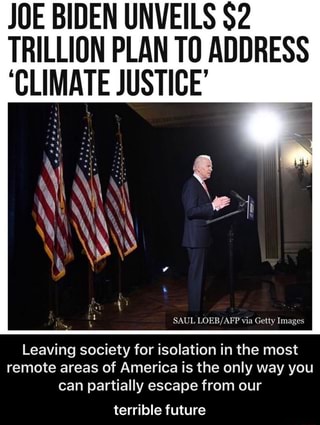 JOE BIDEN UNVEILS $2
TRILLION PLAN TO ADDRESS
‘CLIMATE JUSTICE’
SAUL LOEB/AFP via Getty Images
Leaving society for isolation in the most
remote areas of America is the only way you
can partially escape from our
terrible future